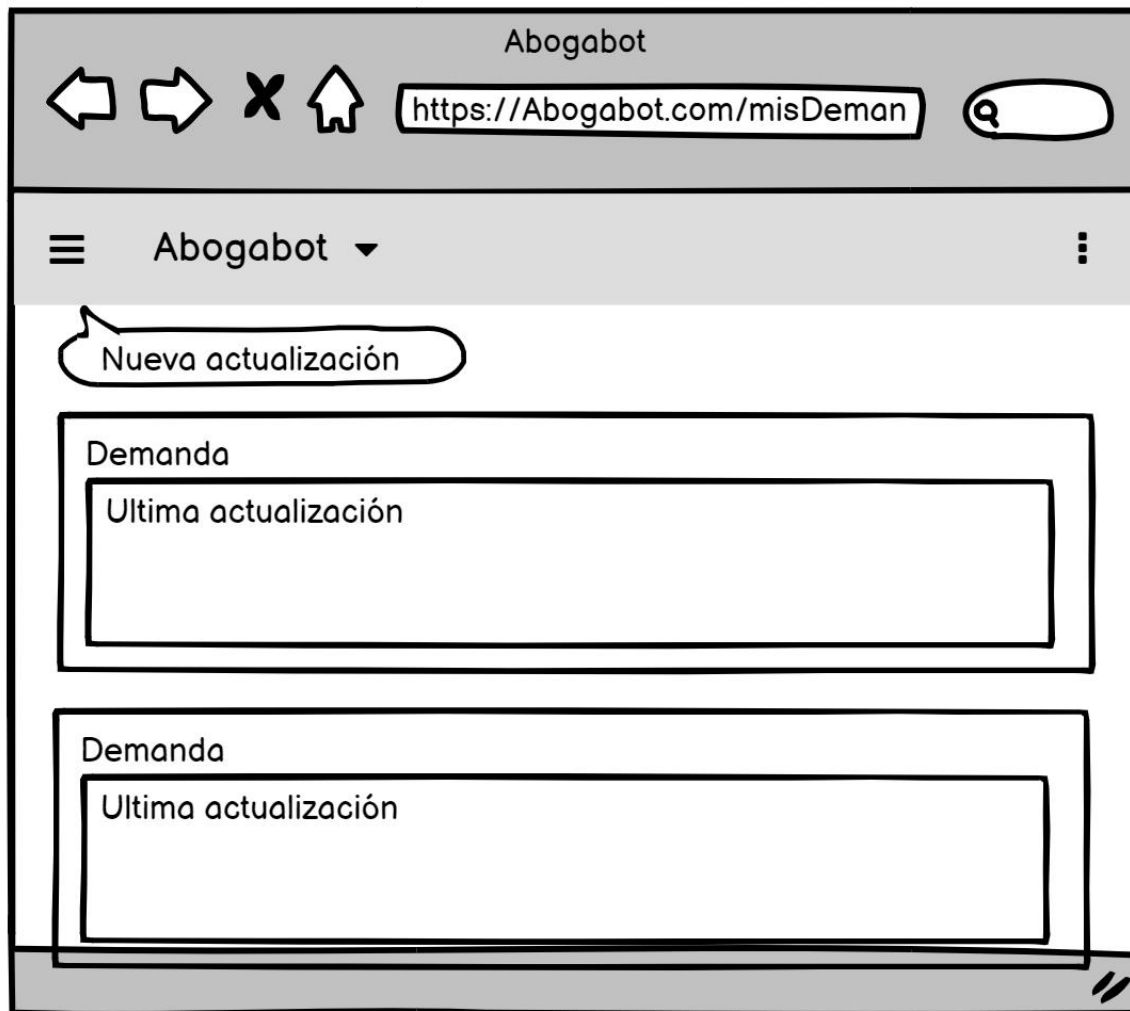 Abogabot
https://Abogabot.com/misDeman
Abogabot
Nueva actualización
Demanda
Ultima actualización
Demanda
Ultima actualización